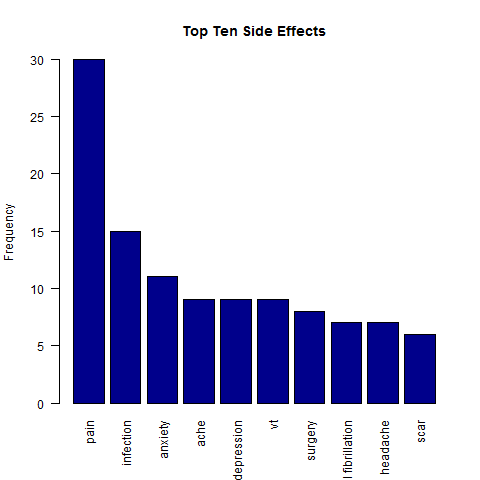 Top Ten Side Effects
Frequency
30
25
20
15
10
5
0
pain
infection
anxiety
ache
depression
vt
surgery
l fibrillation
headache
scar